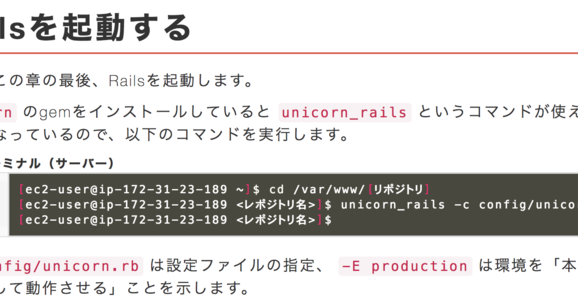 lsを起動する
この章の最後、Railsを起動します。
rn のgemをインストールしていると unicorn_rails というコマンドが使え
なっているので、以下のコマンドを実行します。
ーミナル（サーバー）
[ec2-user@ip-172-31-23-189 ~]$ cd /var/www/[リポジトリ]
[ec2-user@ip-172-31-23-189 <レポジトリ名>]$ unicorn_rails -c config/unico
[ec2-user@ip-172-31-23-189 <レポジトリ名>]$
nfig/unicorn.rb は設定ファイルの指定、 -E production は環境を「本
して動作させる」ことを示します。